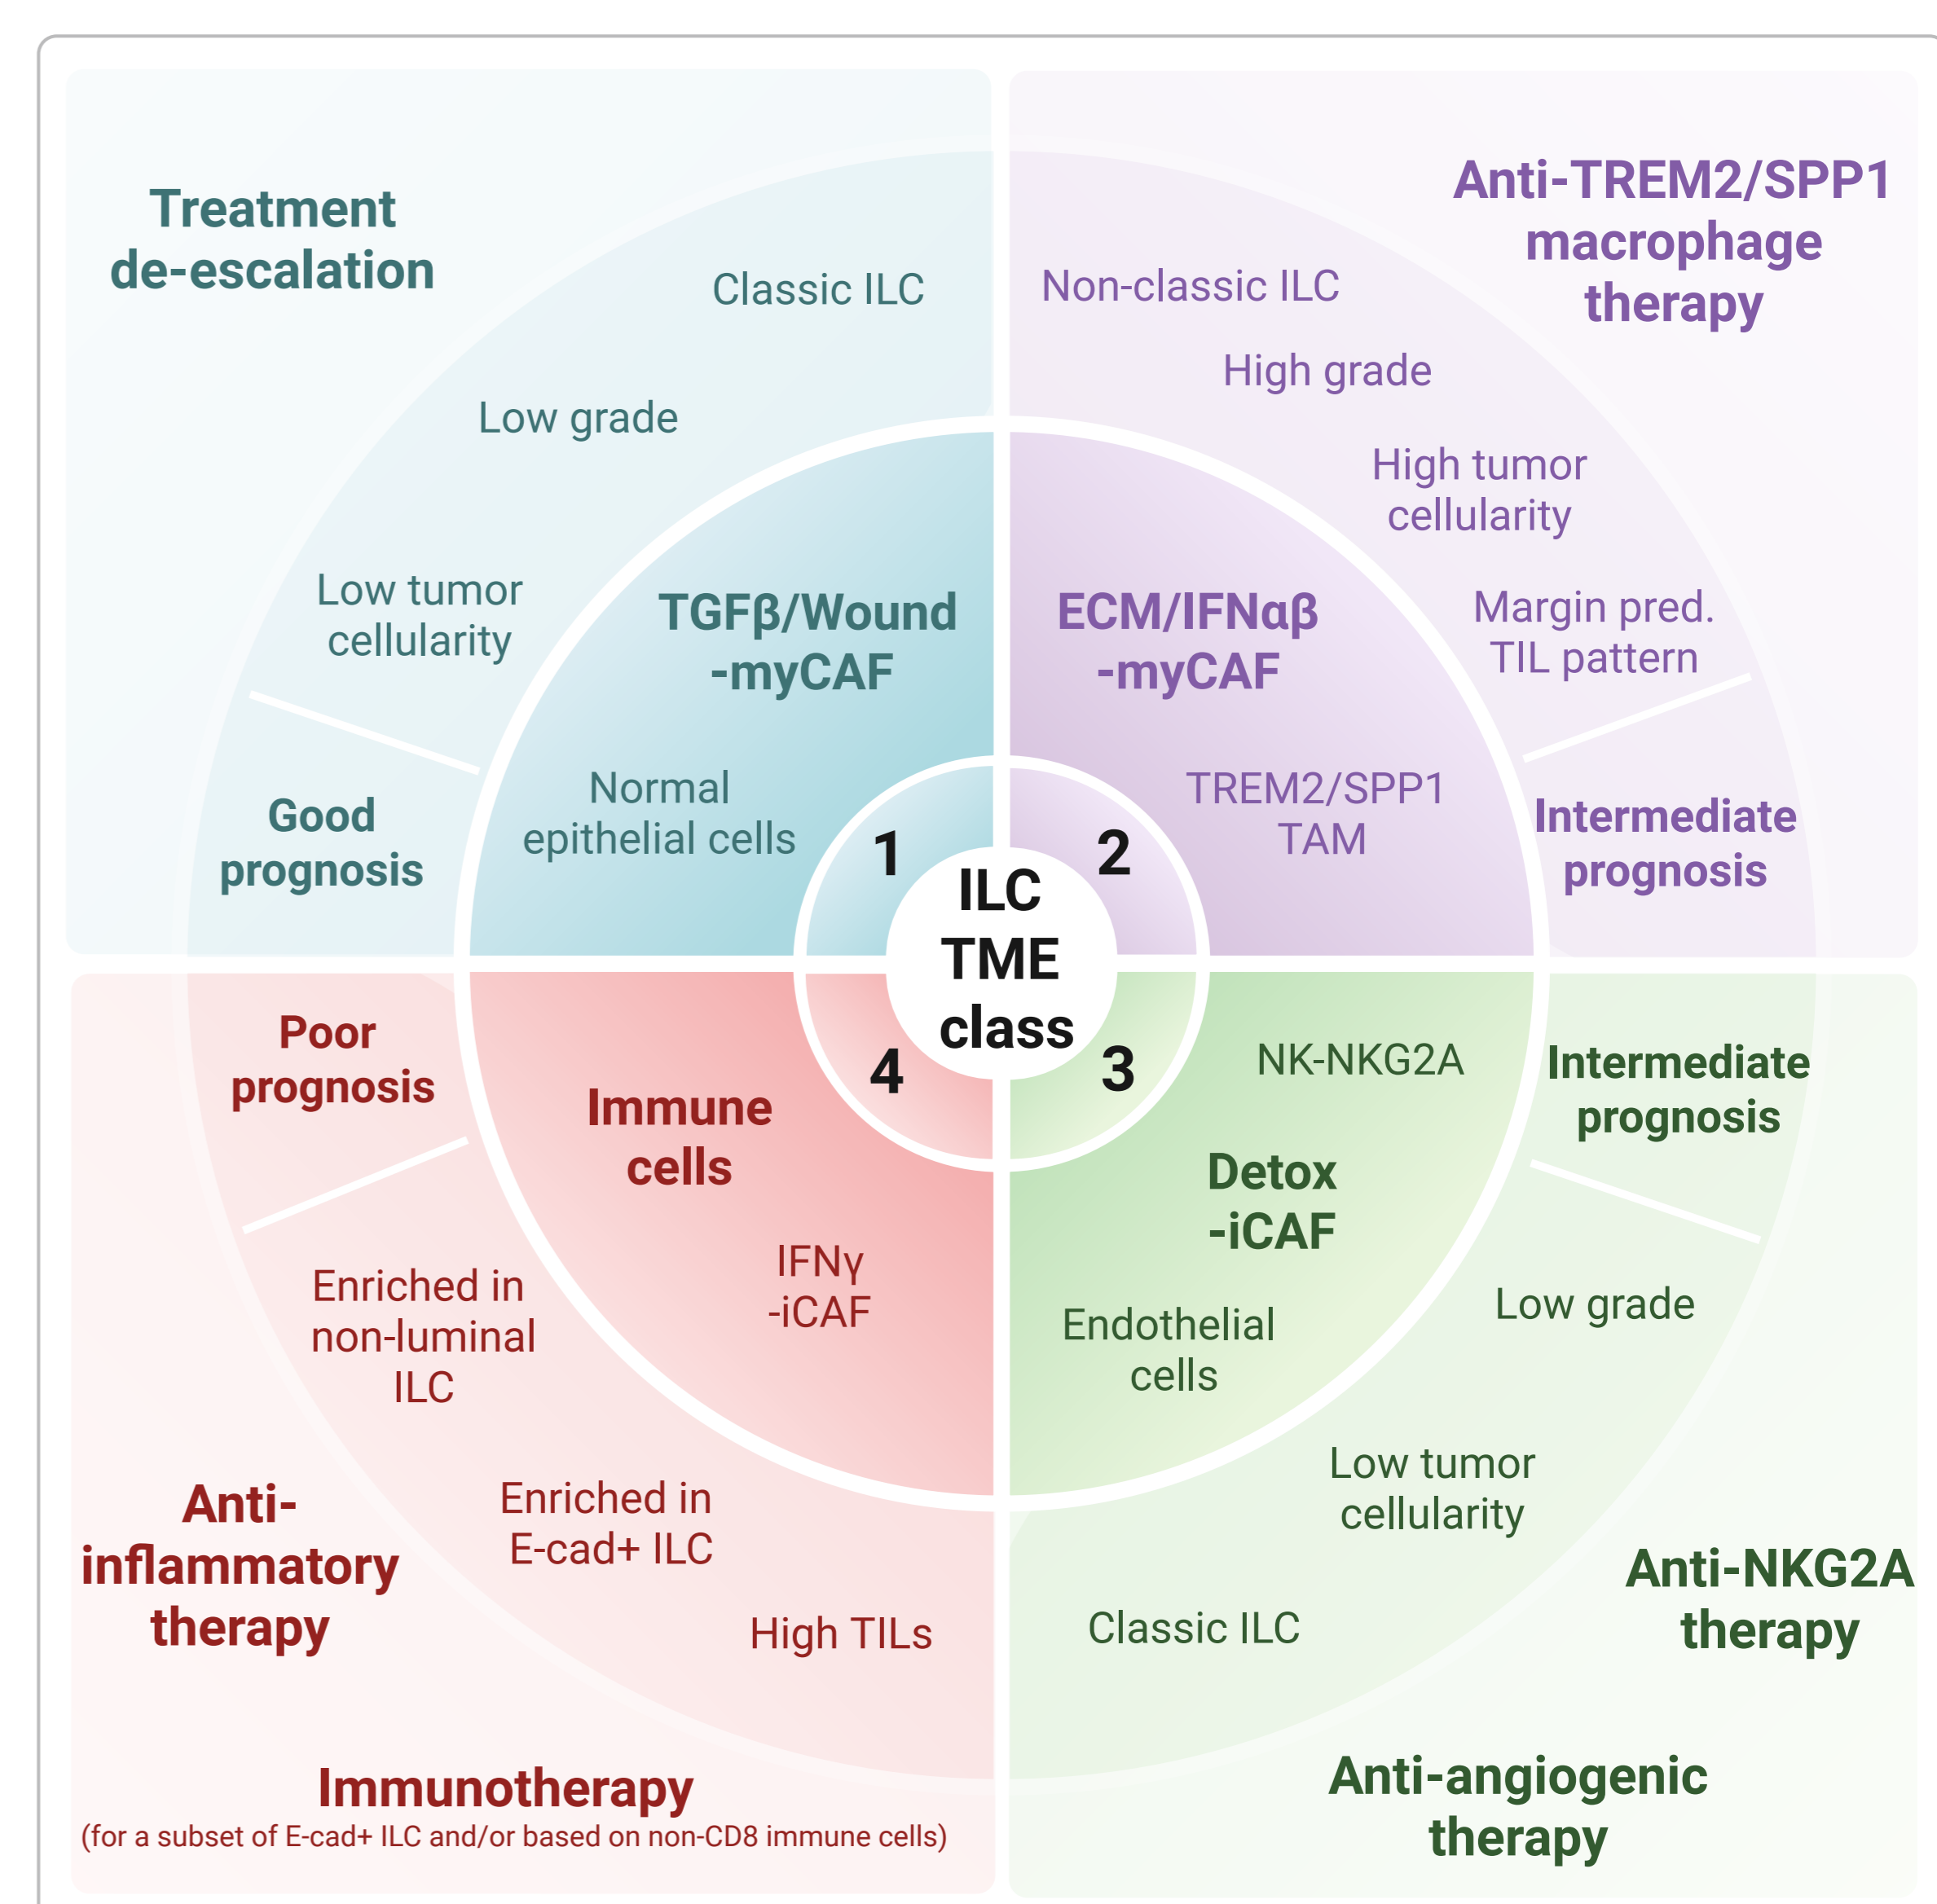 Treatment
de-escalation
Classic ILC
Low grade
Low tumor
cellularity
Good
prognosis
TGFβ/Wound
-myCAF
Normal
epithelial cells
1
Anti-TREM2/SPP1
macrophage
therapy
Non-classic ILC
High grade
High tumor
cellularity
Margin pred.
TIL pattern
Intermediate
prognosis
ECM/IFNαβ
-myCAF
TREM2/SPP1
TAM
2
ILC
TME
class
3
NK-NKG2A
Detox
-iCAF
Endothelial
cells
Intermediate
prognosis
Low grade
Low tumor
cellularity
Classic ILC
Anti-NKG2A
therapy
Anti-angiogenic
therapy
4
Immune
cells
IFNγ
-iCAF
Poor
prognosis
Enriched in
non-luminal
ILC
Enriched in
E-cad+ ILC
High TILs
Anti-
inflammatory
therapy
Immunotherapy
(for a subset of E-cad+ ILC and/or based on non-CD8 immune cells)